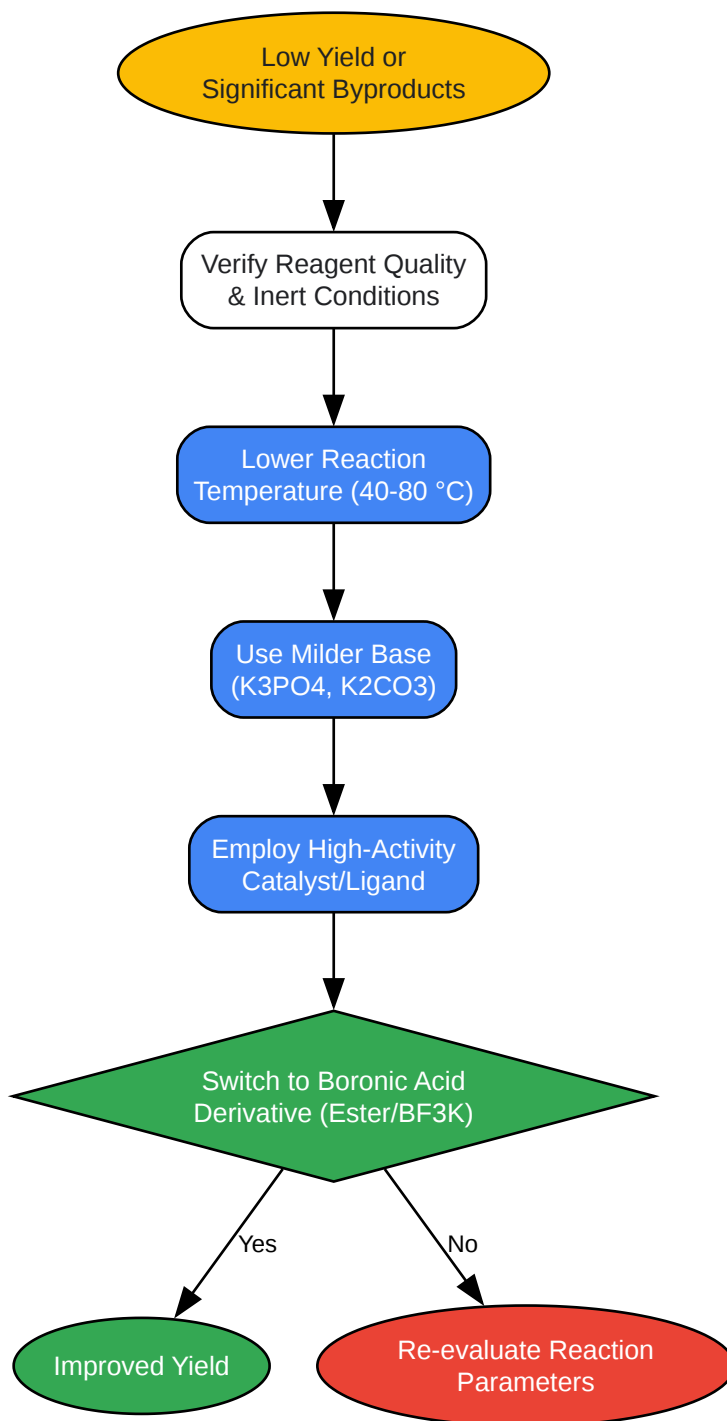 Low Yield or
Significant Byproducts
Verify Reagent Quality
& Inert Conditions
Lower Reaction
Temperature (40-80 °C)
Use Milder Base
(K3PO4, K2CO3)
Employ High-Activity
Catalyst/Ligand
Switch to Boronic Acid
Derivative (Ester/BF3K)
Yes
No
Improved Yield
Re-evaluate Reaction
Parameters